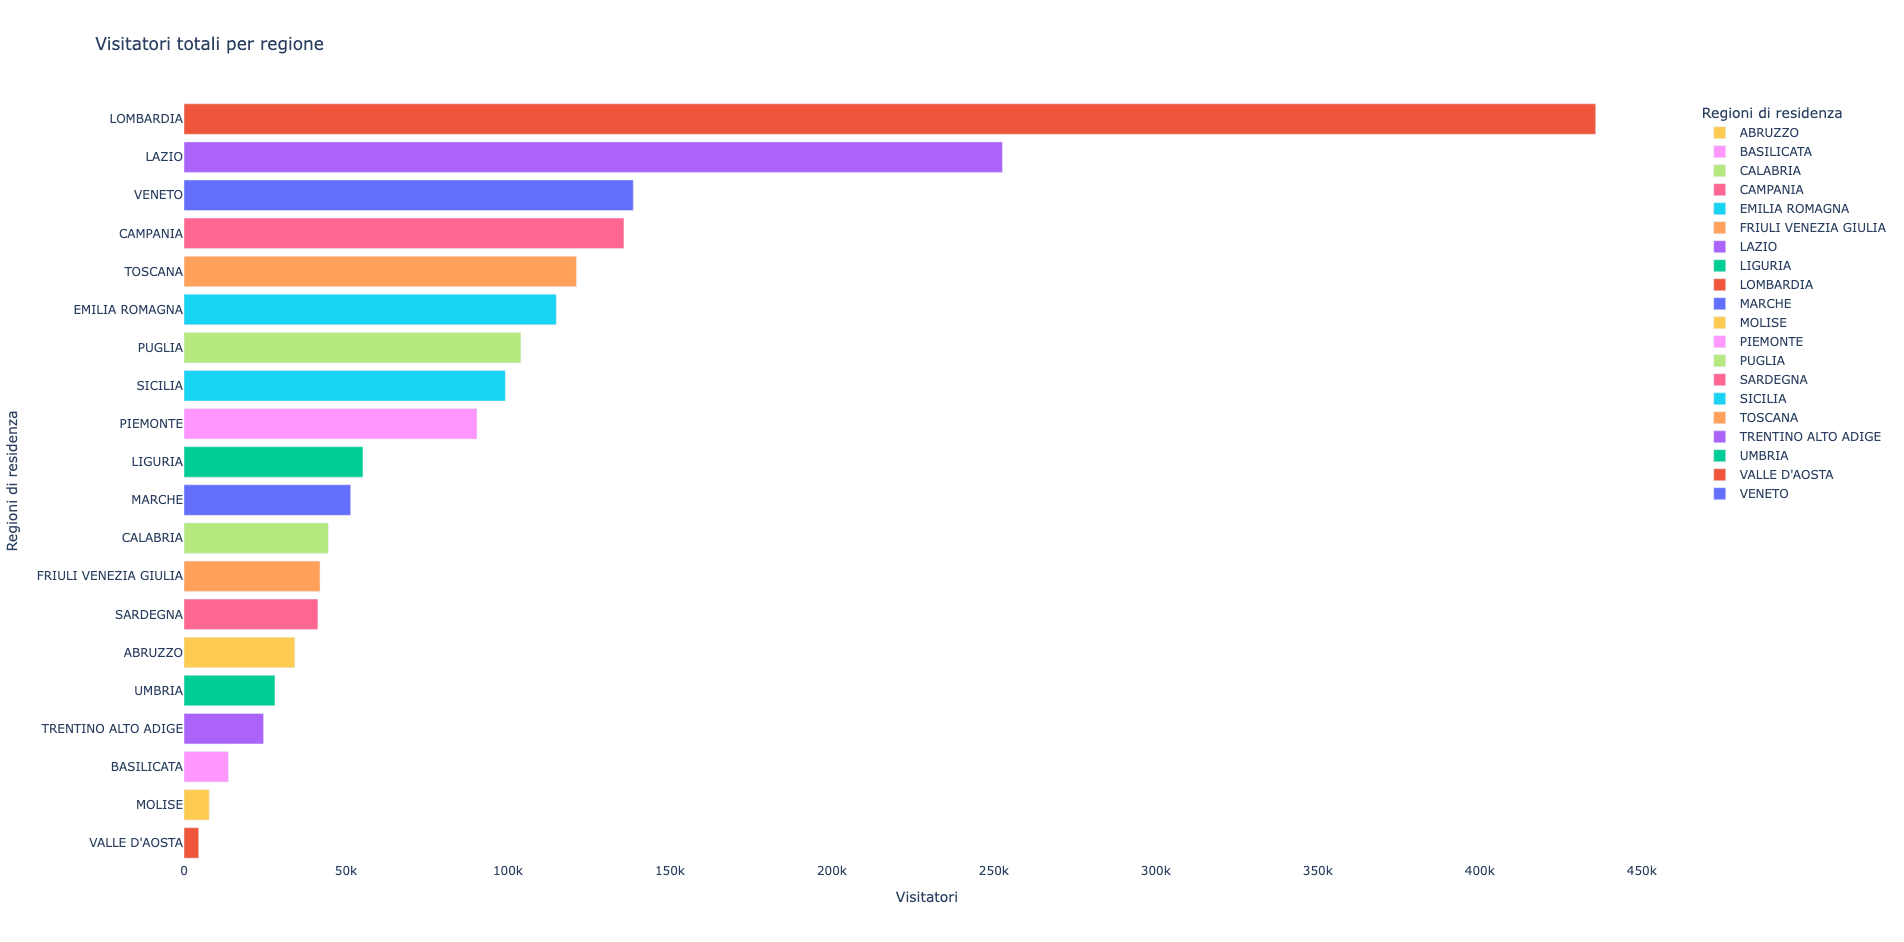 Visitatori totali per regione
LOMBARDIA
LAZIO
VENETO
CAMPANIA
TOSCANA
EMILIA ROMAGNA
PUGLIA
SICILIA
PIEMONTE
LIGURIA
MARCHE
CALABRIA
FRIULI VENEZIA GIULIA
SARDEGNA
ABRUZZO
UMBRIA
TRENTINO ALTO ADIGE
BASILICATA
MOLISE
VALLE D'AOSTA
Regioni di residenza
0 50k 100k 150k 200k 250k 300k 350k 400k 450k
Visitatori
Regioni di residenza
ABRUZZO
BASILICATA
CALABRIA
CAMPANIA
EMILIA ROMAGNA
FRIULI VENEZIA GIULIA
LAZIO
LIGURIA
LOMBARDIA
MARCHE
MOLISE
PIEMONTE
PUGLIA
SARDEGNA
SICILIA
TOSCANA
TRENTINO ALTO ADIGE
UMBRIA
VALLE D'AOSTA
VENETO